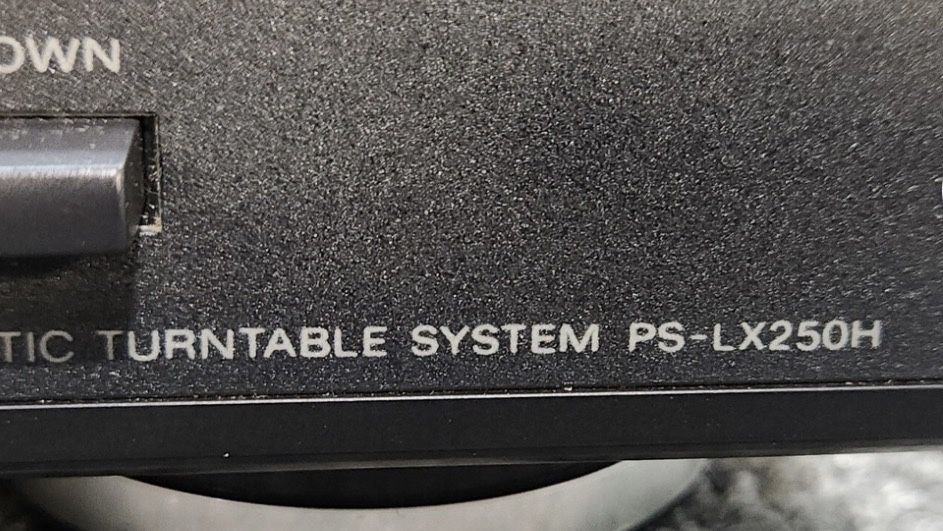 OWN
TIC TURNTABLE SYSTEM PS-LX250H